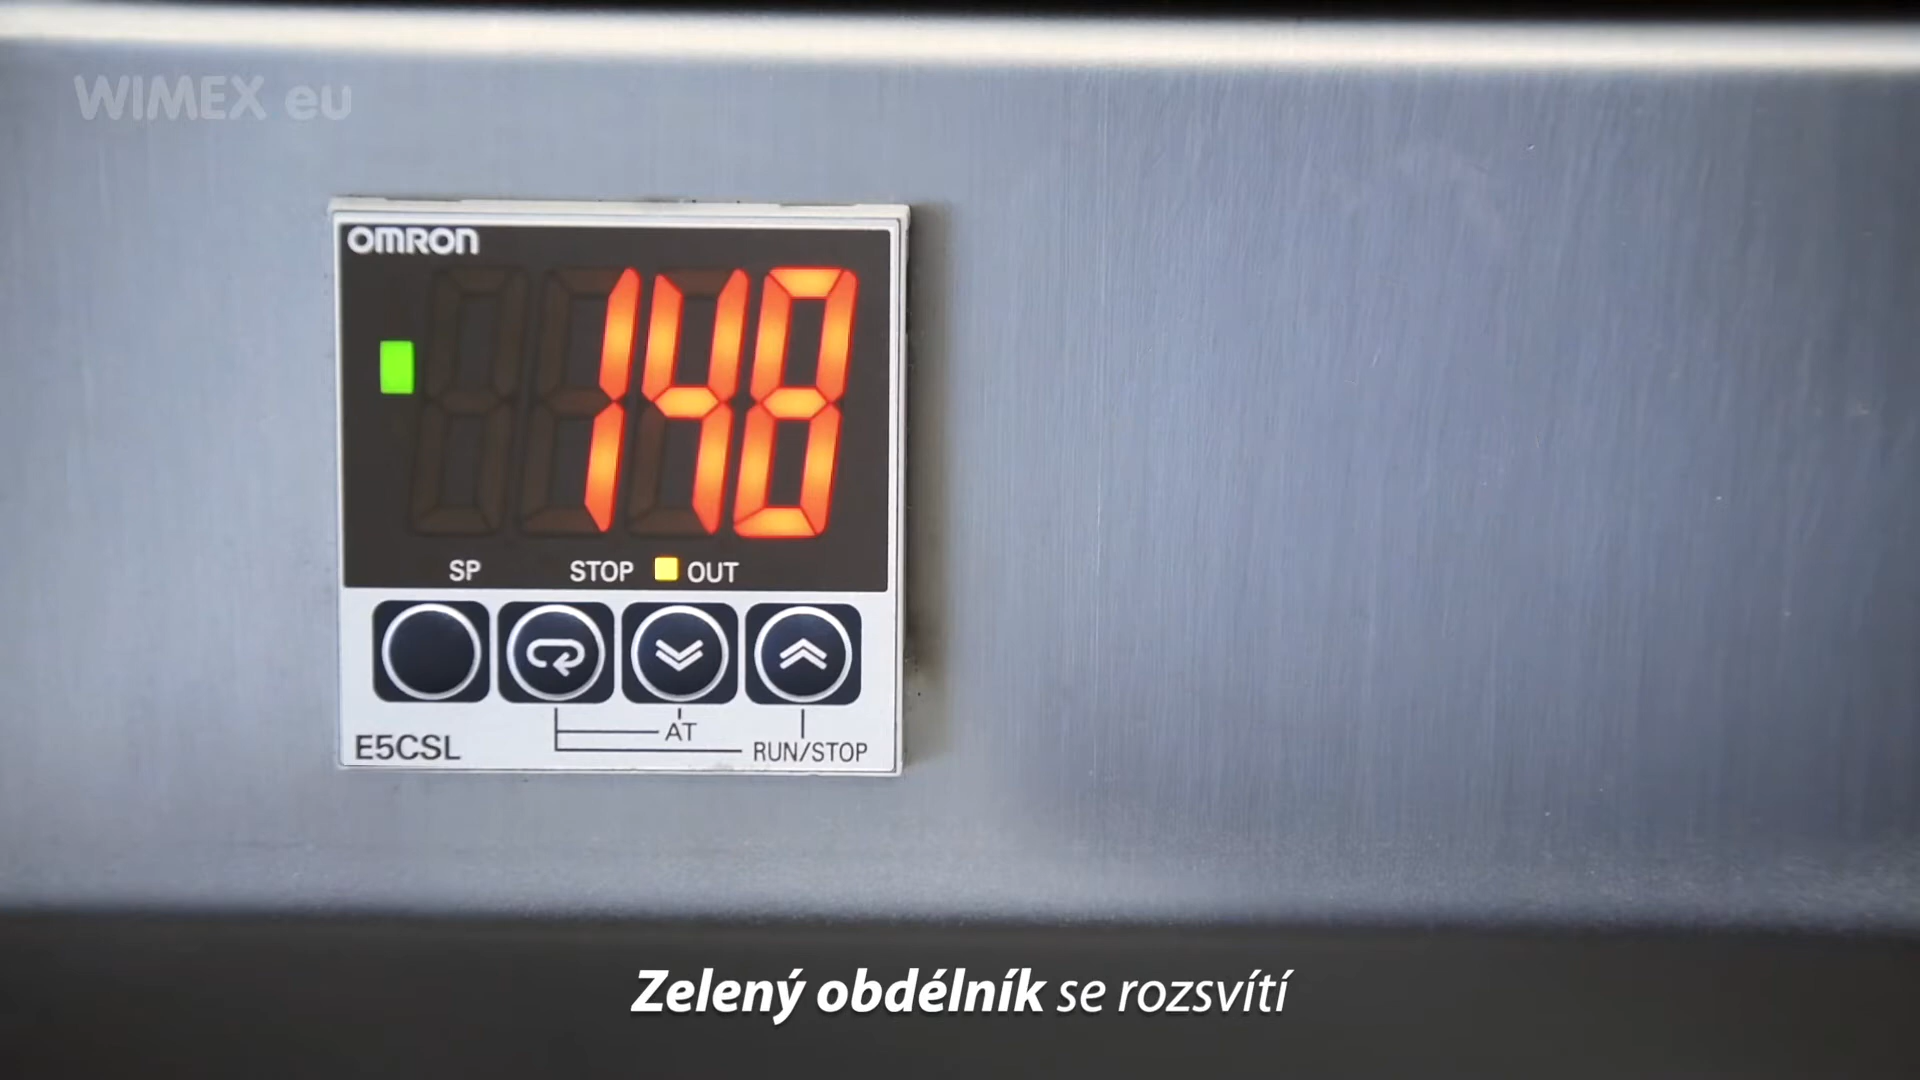 WIMEX eu
OMRON
148
SP STOP OUT
AT
E5CSL RUN/STOP
Zelený obdélník se rozsvítí